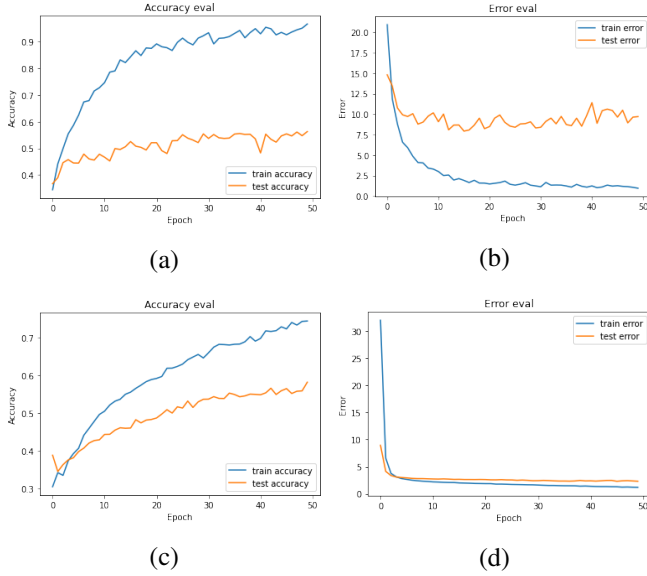 Accuracy eval
Accuracy
0.9
0.8
0.7
0.6
0.5
0.4
train accuracy
test accuracy
0 10 20 30 40 50
Epoch
(a)
Error eval
Error
20.0
17.5
15.0
12.5
10.0
7.5
5.0
2.5
0.0
train error
test error
0 10 20 30 40 50
Epoch
(b)
Accuracy eval
Accuracy
0.7
0.6
0.5
0.4
0.3
train accuracy
test accuracy
0 10 20 30 40 50
Epoch
(c)
Error eval
Error
30
25
20
15
10
5
0
train error
test error
0 10 20 30 40 50
Epoch
(d)